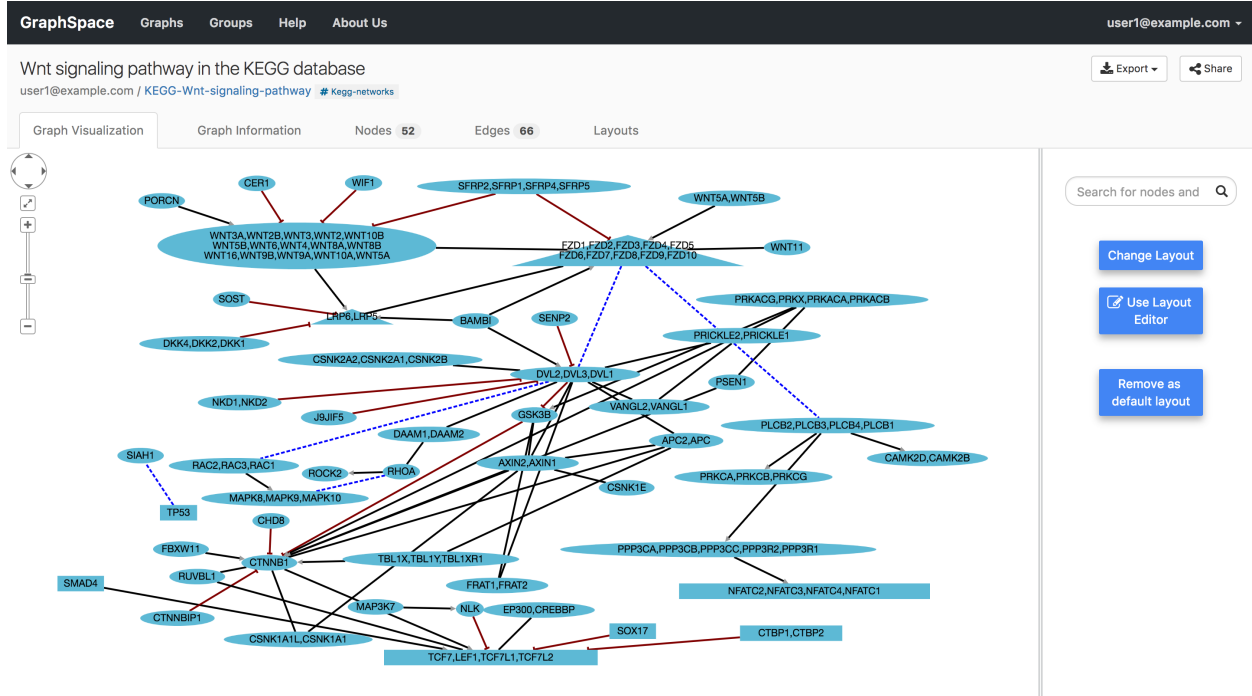 GraphSpace Graphs Groups Help About Us user1@example.com
Wnt signaling pathway in the KEGG database
Export Share
user1@example.com / KEGG-Wnt-signaling-pathway # Kegg-networks
Graph Visualization Graph Information Nodes 52 Edges 66 Layouts
CER1
WIF1
SFRP2,SFRP1,SFRP4,SFRP5
PORCN
WNT5A,WNT5B
Search for nodes and
WNT3A,WNT2B,WNT3,WNT2,WNT10B
WNT5B,WNT6,WNT4,WNT8A,WNT8B
WNT16,WNT9B,WNT9A,WNT10A,WNT5A
FZD1,FZD2,FZD3,FZD4,FZD5
FZD6,FZD7,FZD8,FZD9,FZD10
WNT11
Change Layout
SOST
PRKACG,PRKX,PRKACA,PRKACB
Use Layout
Editor
LRP6,LRP5
BAMBI
SENP2
PRICKLE2,PRICKLE1
DKK4,DKK2,DKK1
CSNK2A2,CSNK2A1,CSNK2B
DVL2,DVL3,DVL1
PSEN1
Remove as
default layout
NKD1,NKD2
J9JIF5
GSK3B
VANGL2,VANGL1
PLCB2,PLCB3,PLCB4,PLCB1
DAAM1,DAAM2
APC2,APC
SIAH1
RAC2,RAC3,RAC1
ROCK2
RHOA
AXIN2,AXIN1
CAMK2D,CAMK2B
PRKCA,PRKCB,PRKCG
CSNK1E
MAPK8,MAPK9,MAPK10
TP53
CHD8
FBXW11
CTNNB1
TBL1X,TBL1Y,TBL1XR1
PPP3CA,PPP3CB,PPP3CC,PPP3R2,PPP3R1
RUVBL1
SMAD4
FRAT1,FRAT2
NFATC2,NFATC3,NFATC4,NFATC1
CTNNBIP1
MAP3K7
NLK
EP300,CREBBP
CSNK1A1L,CSNK1A1
SOX17
CTBP1,CTBP2
TCF7,LEF1,TCF7L1,TCF7L2